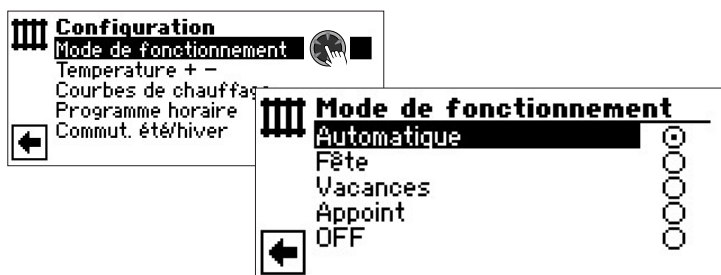 Configuration
Mode de fonctionnement
Temperature + -
Courbes de chauffage
Programme horaire
Commut. été/hiver
Mode de fonctionnement
Automatique
Fête
Vacances
Appoint
OFF